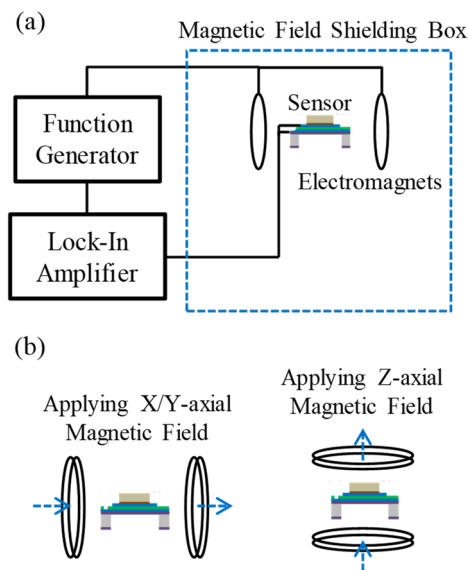 (a)
Magnetic Field Shielding Box
Function
Generator
Sensor
Electromagnets
Lock-In
Amplifier
(b)
Applying X/Y-axial
Magnetic Field
Applying Z-axial
Magnetic Field